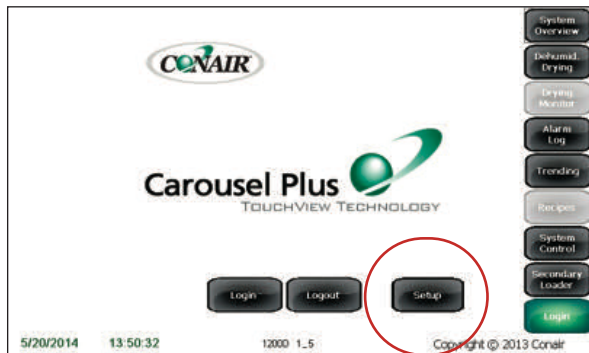 CONAIR
Carousel Plus
TOUCHVIEW TECHNOLOGY
Login
Logout
Setup
5/20/2014
13:50:32
12000 1_5
Copyright © 2013 Conair
System
Overview
Dehumid.
Drying
Drying
Monitor
Alarm
Log
Trending
Recipes
System
Control
Secondary
Loader
Login